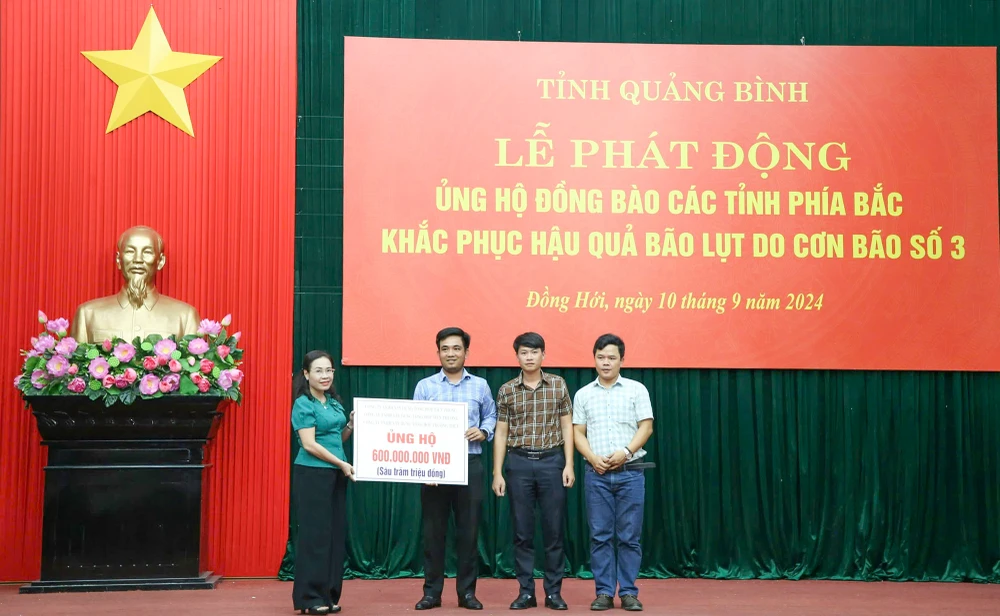 TỈNH QUẢNG BÌNH
LỄ PHÁT ĐỘNG
ỦNG HỘ ĐỒNG BÀO CÁC TỈNH PHÍA BẮC
KHẮC PHỤC HẬU QUẢ BÃO LỤT DO CƠN BÃO SỐ 3
Đồng Hới, ngày 10 tháng 9 năm 2024
ỦNG HỘ
600.000.000 VNĐ
(Sáu trăm triệu đồng)